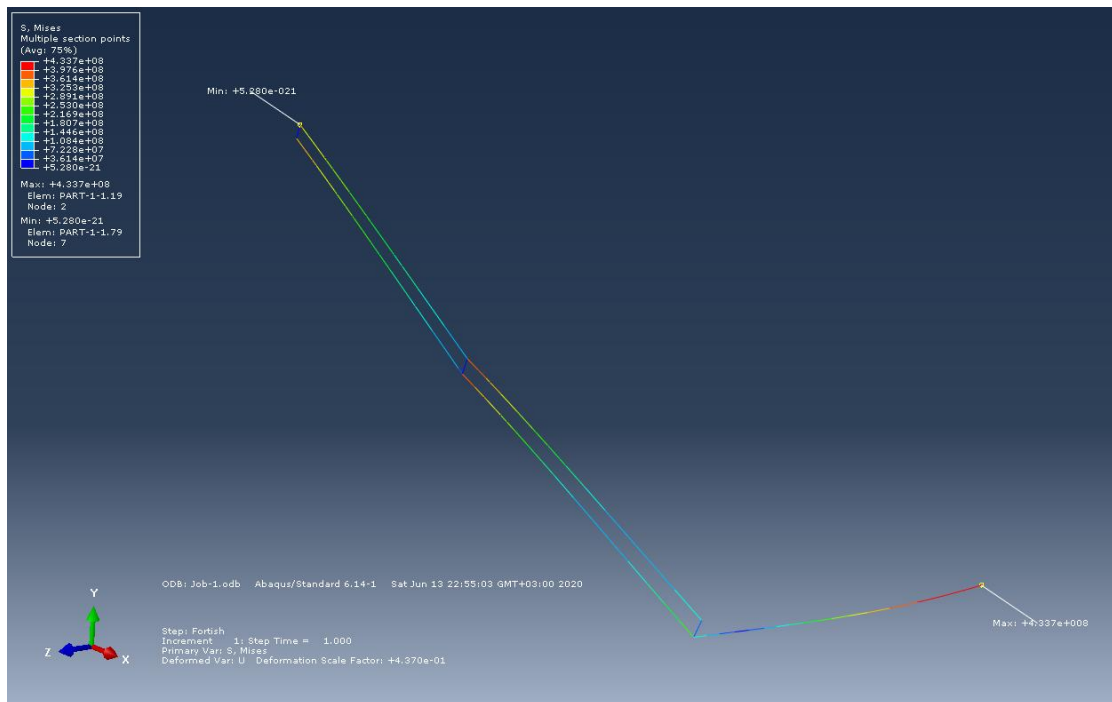 S, Mises
Multiple section points
(Avg: 75%)
+4.337e+08
+3.976e+08
+3.614e+08
+3.253e+08
+2.891e+08
+2.530e+08
+2.169e+08
+1.807e+08
+1.446e+08
+1.084e+08
+7.228e+07
+3.614e+07
+5.280e-21
Max: +4.337e+08
Elem: PART-1-1.19
Node: 2
Min: +5.280e-21
Elem: PART-1-1.79
Node: 7
Min: +5.280e-021
Max: +4.337e+008
ODB: Job-1.odb Abaqus/Standard 6.14-1 Sat Jun 13 22:55:03 GMT+03:00 2020
Y
Z
X
Step: Fortish
Increment 1: Step Time = 1.000
Primary Var: S, Mises
Deformed Var: U Deformation Scale Factor: +4.370e-01